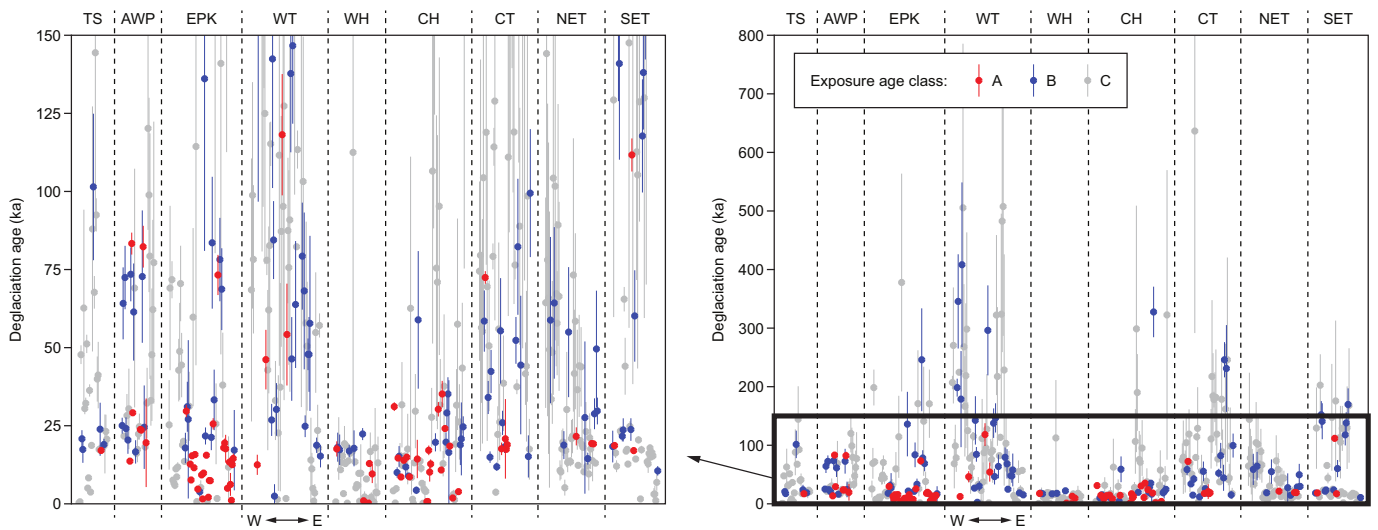 TS AWP EPK WT WH CH CT NET SET
150
125
100
75
50
25
0
Deglaciation age (ka)
W E
TS AWP EPK WT WH CH CT NET SET
800
700
600
500
400
300
200
100
0
Deglaciation age (ka)
Exposure age class: A B C
W E